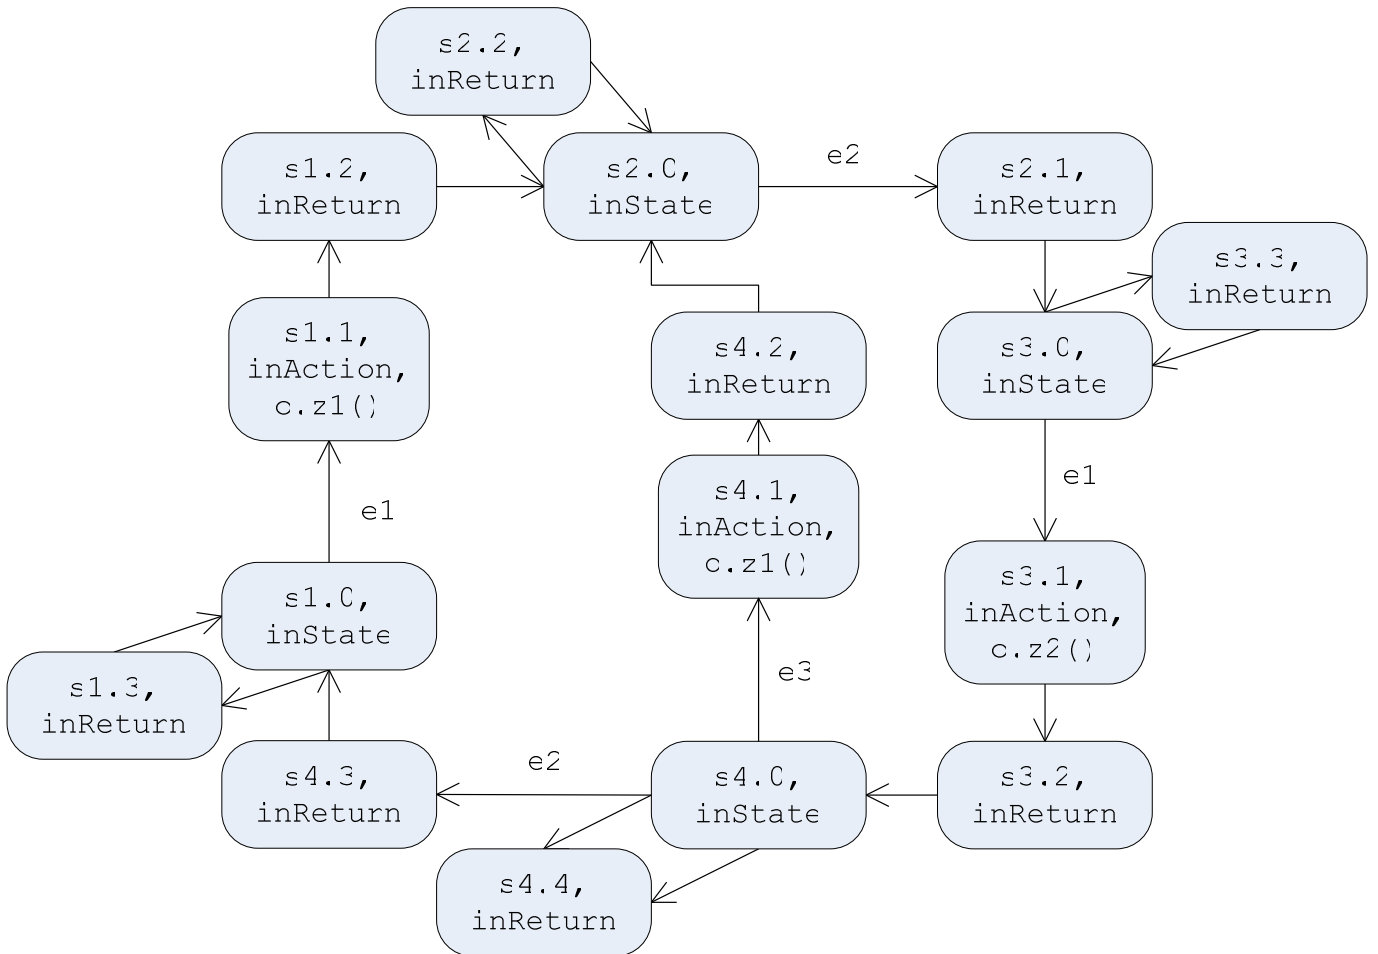 s2.2,
inReturn
s1.2,
inReturn
s2.0,
inState
e2
s2.1,
inReturn
s3.3,
inReturn
s1.1,
inAction,
c.z1()
s4.2,
inReturn
s3.0,
inState
e1
s4.1,
inAction,
c.z1()
e1
s3.1,
inAction,
c.z2()
s1.0,
inState
e3
s1.3,
inReturn
s4.3,
inReturn
e2
s4.0,
inState
s3.2,
inReturn
s4.4,
inReturn